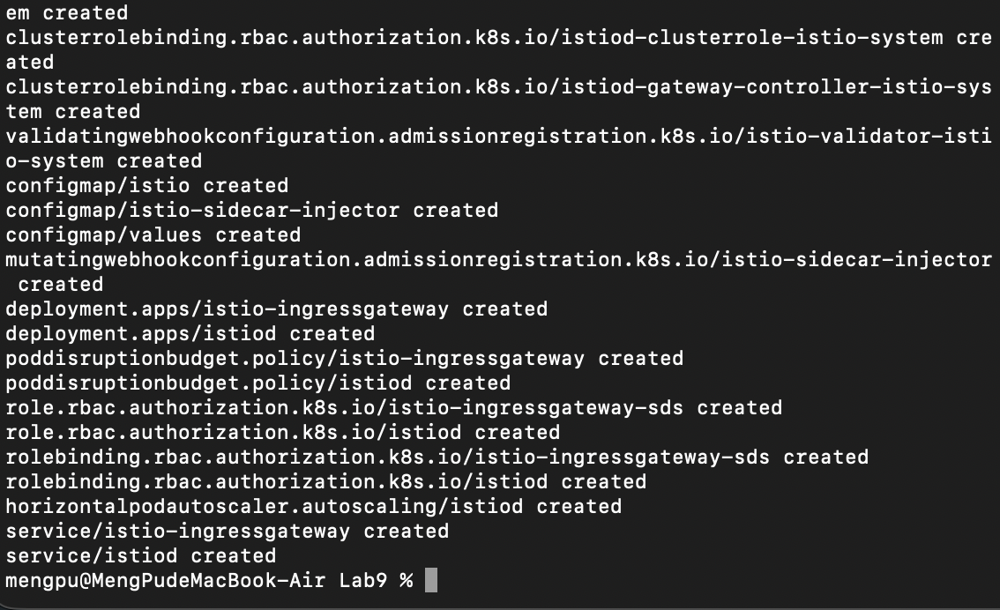 em created
clusterrolebinding.rbac.authorization.k8s.io/istiod-clusterrole-istio-system cre
ated
clusterrolebinding.rbac.authorization.k8s.io/istiod-gateway-controller-istio-sys
tem created
validatingwebhookconfiguration.admissionregistration.k8s.io/istio-validator-isti
o-system created
configmap/istio created
configmap/istio-sidecar-injector created
configmap/values created
mutatingwebhookconfiguration.admissionregistration.k8s.io/istio-sidecar-injector
 created
deployment.apps/istio-ingressgateway created
deployment.apps/istiod created
poddisruptionbudget.policy/istio-ingressgateway created
poddisruptionbudget.policy/istiod created
role.rbac.authorization.k8s.io/istio-ingressgateway-sds created
role.rbac.authorization.k8s.io/istiod created
rolebinding.rbac.authorization.k8s.io/istio-ingressgateway-sds created
rolebinding.rbac.authorization.k8s.io/istiod created
horizontalpodautoscaler.autoscaling/istiod created
service/istio-ingressgateway created
service/istiod created
mengpu@MengPudeMacBook-Air Lab9 %